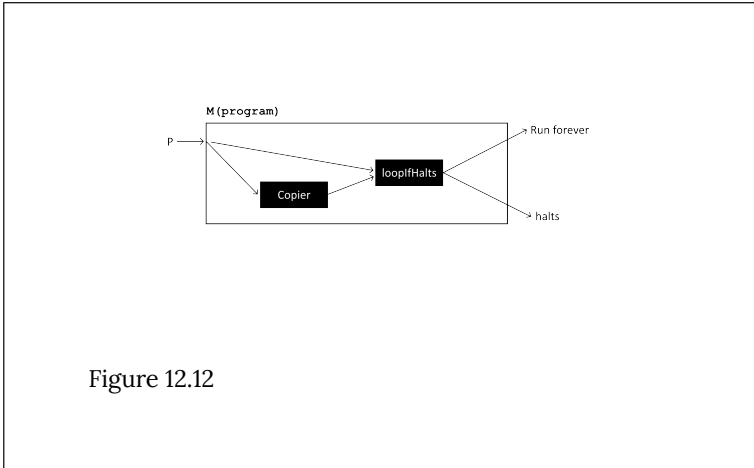 M(program)
P
Run forever
loopIfHalts
Copier
halts
Figure 12.12